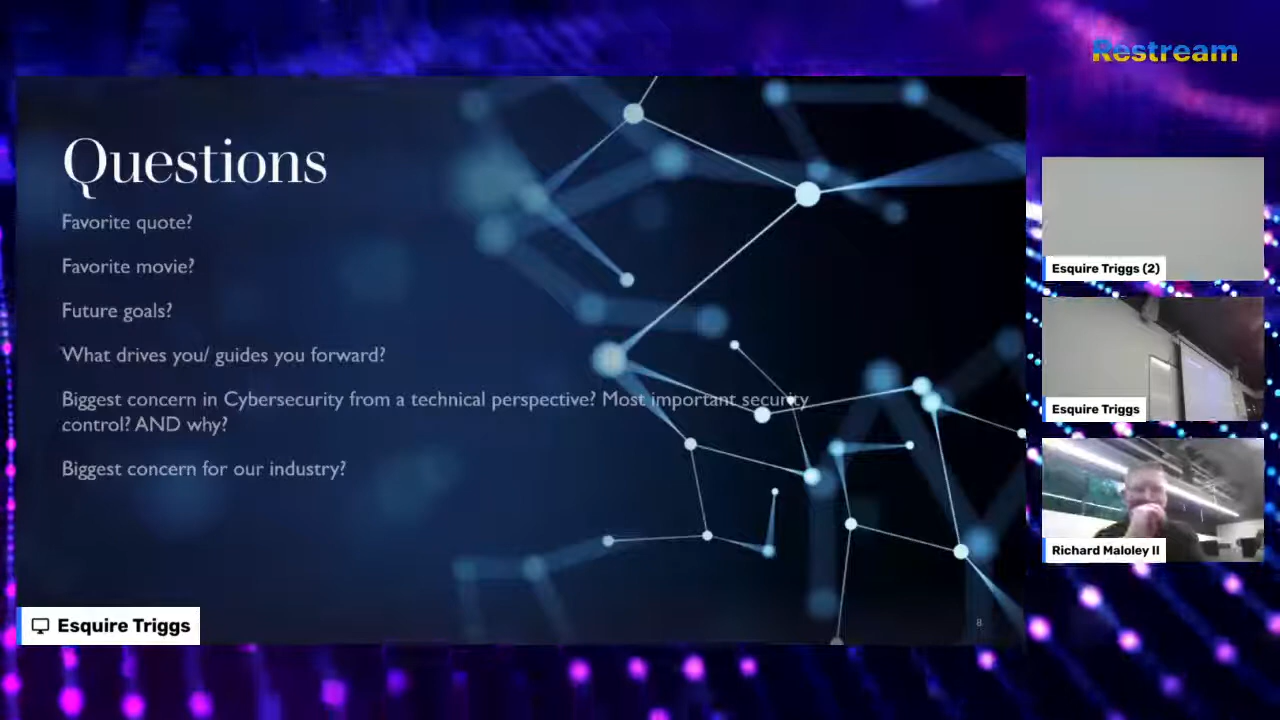 Restream
Questions
Favorite quote?
Favorite movie?
Future goals?
What drives you/ guides you forward?
Biggest concern in Cybersecurity from a technical perspective? Most important security
control? AND why?
Biggest concern for our industry?
8
Esquire Triggs
Esquire Triggs (2)
Esquire Triggs
Richard Maloley II